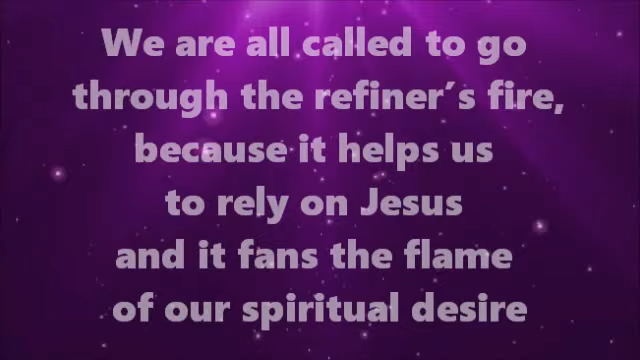 We are all called to go
through the refiner´s fire,
because it helps us
to rely on Jesus
and it fans the flame
of our spiritual desire